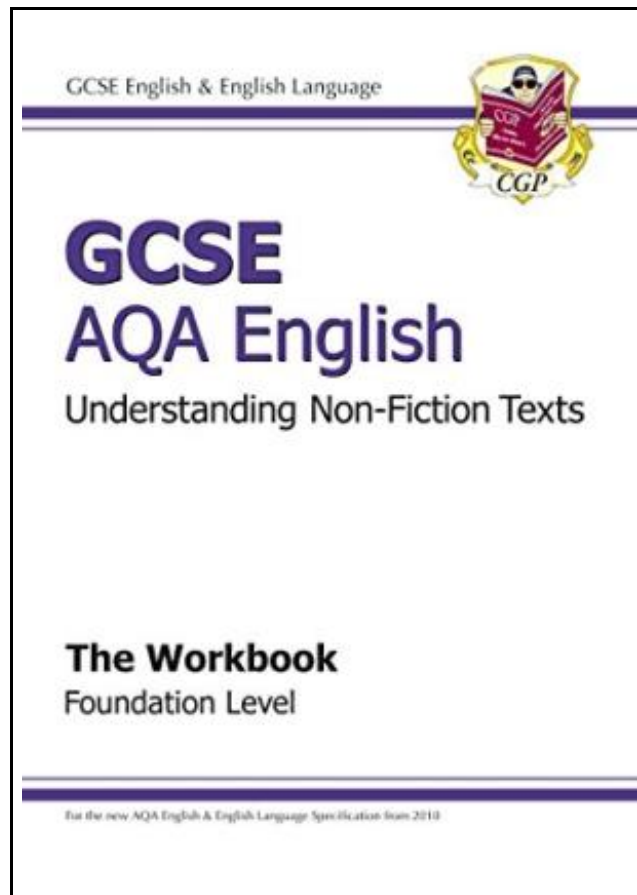 GCSE English & English Language
CGP
CGP
GCSE
AQA English
Understanding Non-Fiction Texts
The Workbook
Foundation Level
For the new AQA English & English Language Specification from 2010